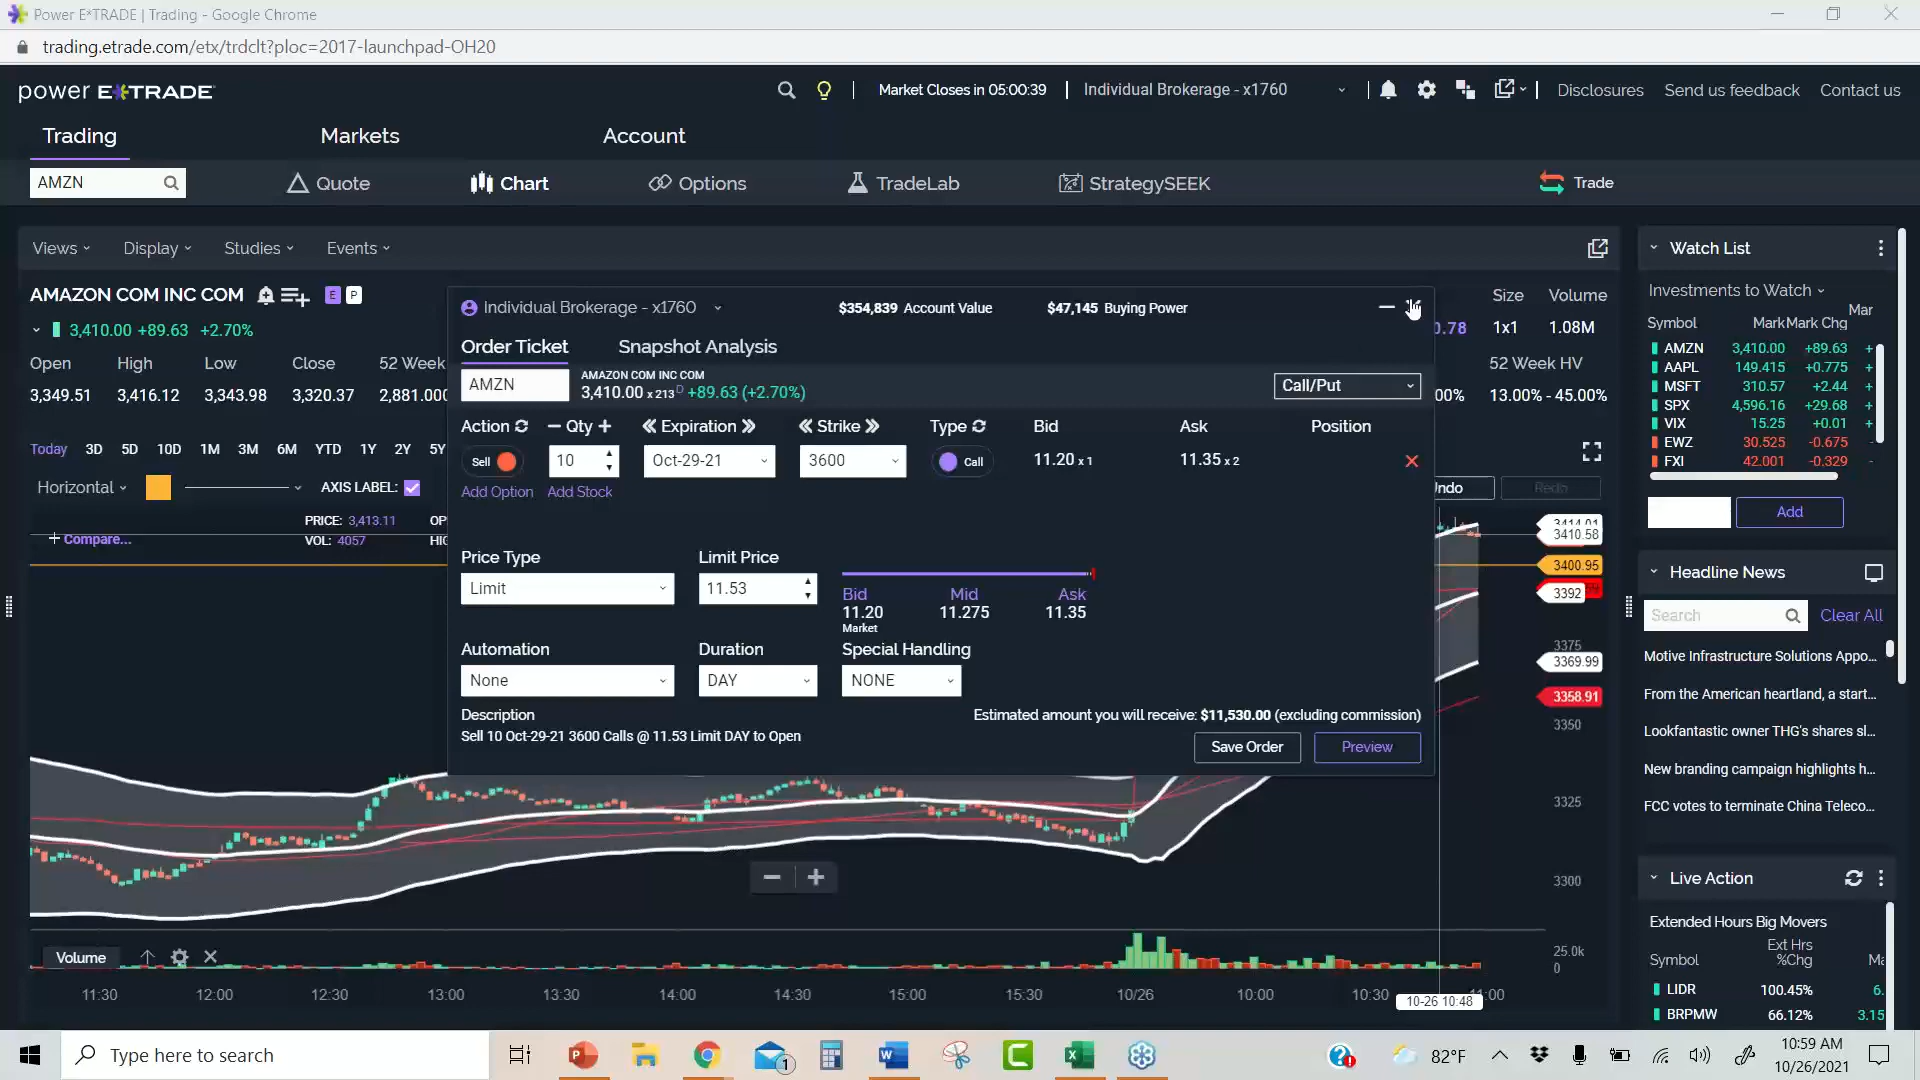 Power E*TRADE | Trading - Google Chrome
trading.etrade.com/etx/trdclt?ploc=2017-launchpad-OH20
power E*TRADE
Market Closes in 05:00:39
Individual Brokerage - x1760
Disclosures
Send us feedback
Contact us
Trading
Markets
Account
AMZN
Quote
Chart
Options
TradeLab
StrategySEEK
Trade
Views
Display
Studies
Events
AMAZON COM INC COM
E P
3,410.00 +89.63 +2.70%
Open High Low Close 52 Week
3,349.51 3,416.12 3,343.98 3,320.37 2,881.000
Today 3D 5D 10D 1M 3M 6M YTD 1Y 2Y 5Y
Horizontal
AXIS LABEL:
PRICE: 3,413.11
VOL: 4057
+ Compare...
Size Volume
0.78 1x1 1.08M
52 Week HV
00% 13.00% - 45.00%
Redo
Individual Brokerage - x1760
$354,839 Account Value
$47,145 Buying Power
Order Ticket
Snapshot Analysis
AMZN
AMAZON COM INC COM
3,410.00 x 213 D +89.63 (+2.70%)
Call/Put
Action Qty Expiration Strike Type Bid Ask Position
Sell 10 Oct-29-21 3600 Call 11.20 x 1 11.35 x 2
Add Option Add Stock
Price Type
Limit Price
Limit
11.53
Bid Mid Ask
11.20 11.275 11.35
Market
Automation
Duration
Special Handling
None
DAY
NONE
Description
Estimated amount you will receive: $11,530.00 (excluding commission)
Sell 10 Oct-29-21 3600 Calls @ 11.53 Limit DAY to Open
Save Order
Preview
3410.58
3400.95
3392
3375
3369.99
3358.91
3350
3325
3300
Volume
25.0k
0
11:30 12:00 12:30 13:00 13:30 14:00 14:30 15:00 15:30 10/26 10:00 10:30
10-26 10:48
Watch List
Investments to Watch
Symbol Mark Mark Chg Mar
AMZN 3,410.00 +89.63 +
AAPL 149.415 +0.775 +
MSFT 310.57 +2.44 +
SPX 4,596.16 +29.68 +
VIX 15.25 +0.01 +
EWZ 30.525 -0.675 -
FXI 42.001 -0.329
Add
Headline News
Search
Clear All
Motive Infrastructure Solutions Appo...
From the American heartland, a start...
Lookfantastic owner THG's shares sl...
New branding campaign highlights h...
FCC votes to terminate China Teleco...
Live Action
Extended Hours Big Movers
Symbol
Ext Hrs
%Chg
LIDR 100.45% 6.
BRPMW 66.12% 3.15
Type here to search
1
82°F
10:59 AM
10/26/2021